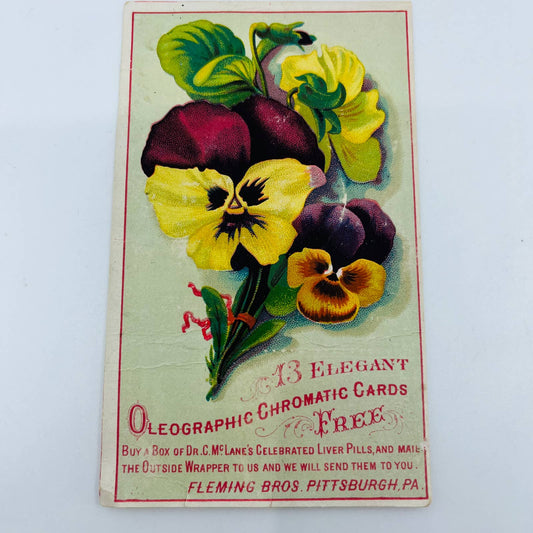 13 ELEGANT
OLEOGRAPHIC CHROMATIC CARDS
FREE
BUY A BOX OF DR. C. McLANE'S CELEBRATED LIVER PILLS, AND MAIL
THE OUTSIDE WRAPPER TO US AND WE WILL SEND THEM TO YOU.
FLEMING BROS. PITTSBURGH, PA.